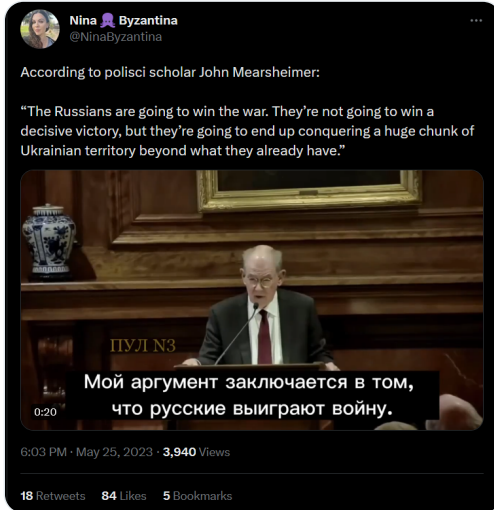 Nina Byzantina
@NinaByzantina
According to polisci scholar John Mearsheimer:
“The Russians are going to win the war. They’re not going to win a
decisive victory, but they’re going to end up conquering a huge chunk of
Ukrainian territory beyond what they already have.”
ПУЛ N3
Мой аргумент заключается в том,
что русские выиграют войну.
0:20
6:03 PM · May 25, 2023 · 3,940 Views
18 Retweets 84 Likes 5 Bookmarks